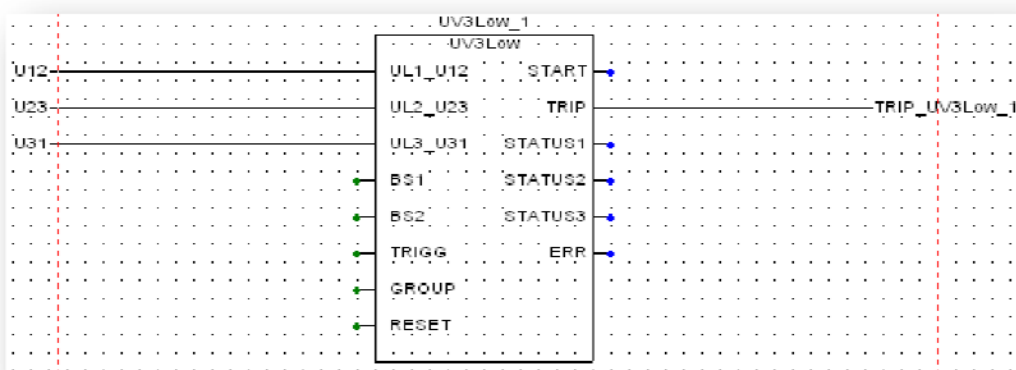 UV3Low_1
UV3Low
U12 UL1_U12 START
U23 UL2_U23 TRIP TRIP_UV3Low_1
U31 UL3_U31 STATUS1
BS1 STATUS2
BS2 STATUS3
TRIGG ERR
GROUP
RESET